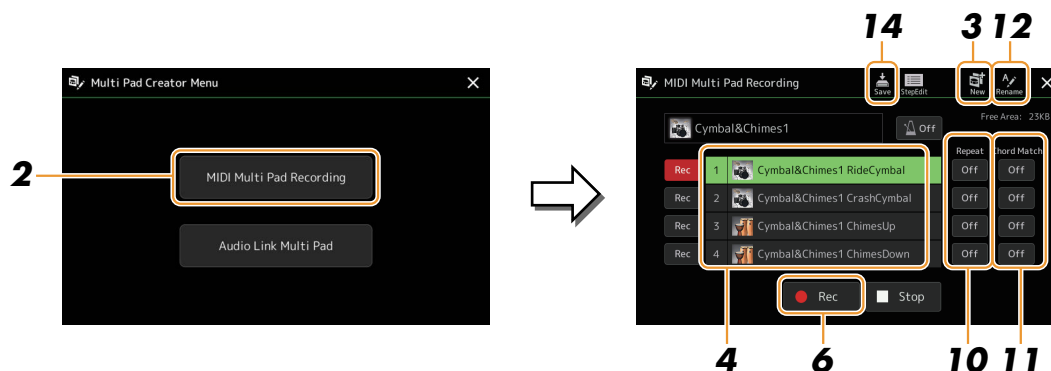 14 3 12
Multi Pad Creator Menu
MIDI Multi Pad Recording
Save
StepEdit
New
Rename
Free Area: 23KB
Cymbal&Chimes1
Off
Repeat
Chord Match
2
MIDI Multi Pad Recording
Rec 1 Cymbal&Chimes1 RideCymbal Off Off
Rec 2 Cymbal&Chimes1 CrashCymbal Off Off
Rec 3 Cymbal&Chimes1 ChimesUp Off Off
Audio Link Multi Pad
Rec 4 Cymbal&Chimes1 ChimesDown Off Off
Rec
Stop
4 6 10 11